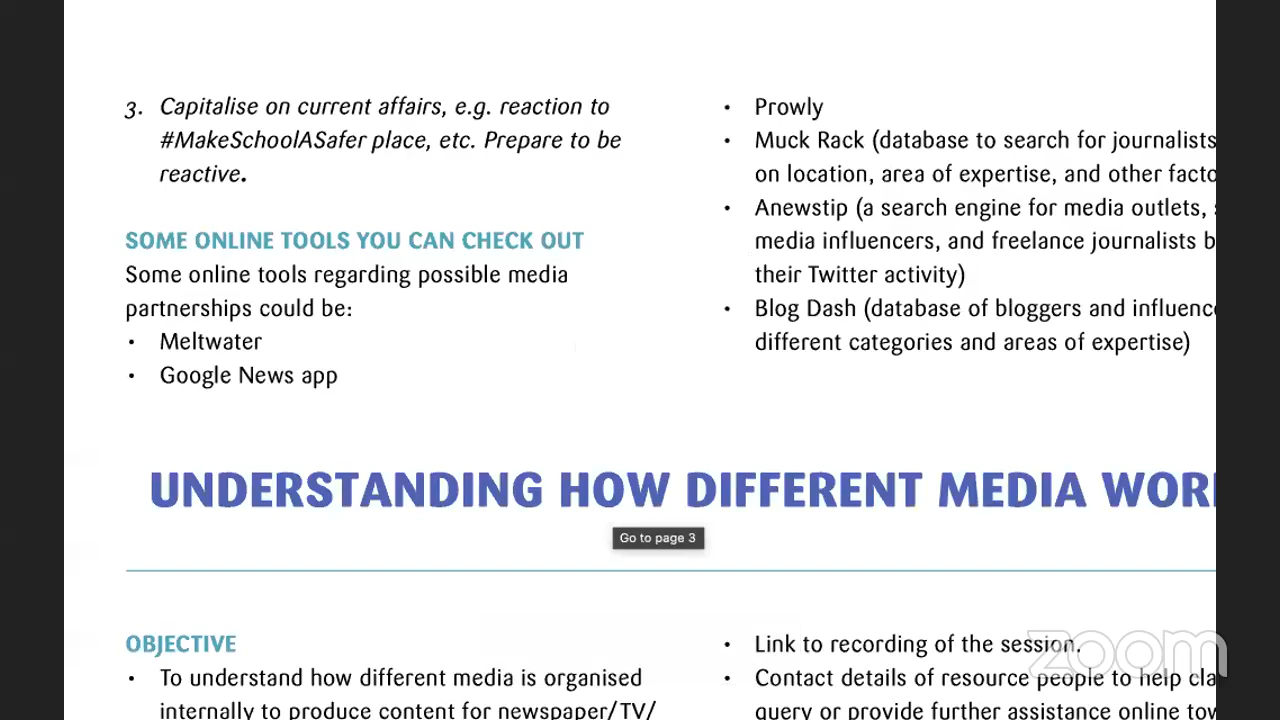 3. Capitalise on current affairs, e.g. reaction to
#MakeSchoolASafer place, etc. Prepare to be
reactive.
SOME ONLINE TOOLS YOU CAN CHECK OUT
Some online tools regarding possible media
partnerships could be:
• Meltwater
• Google News app
• Prowly
• Muck Rack (database to search for journalists
on location, area of expertise, and other facto
• Anewstip (a search engine for media outlets,
media influencers, and freelance journalists b
their Twitter activity)
• Blog Dash (database of bloggers and influenc
different categories and areas of expertise)
UNDERSTANDING HOW DIFFERENT MEDIA WOR
Go to page 3
OBJECTIVE
• To understand how different media is organised
internally to produce content for newspaper/TV/
• Link to recording of the session.
• Contact details of resource people to help cla
query or provide further assistance online tow
zoom